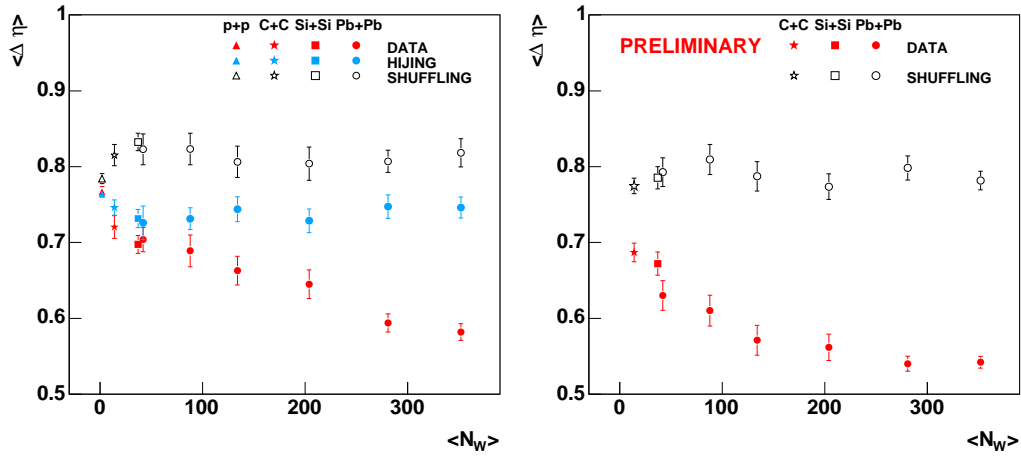 p+p C+C Si+Si Pb+Pb
DATA
HIJING
SHUFFLING
<Δ η>
1
0.9
0.8
0.7
0.6
0.5
0 100 200 300
<N_W>
C+C Si+Si Pb+Pb
PRELIMINARY
DATA
SHUFFLING
<Δ η>
1
0.9
0.8
0.7
0.6
0.5
0 100 200 300
<N_W>